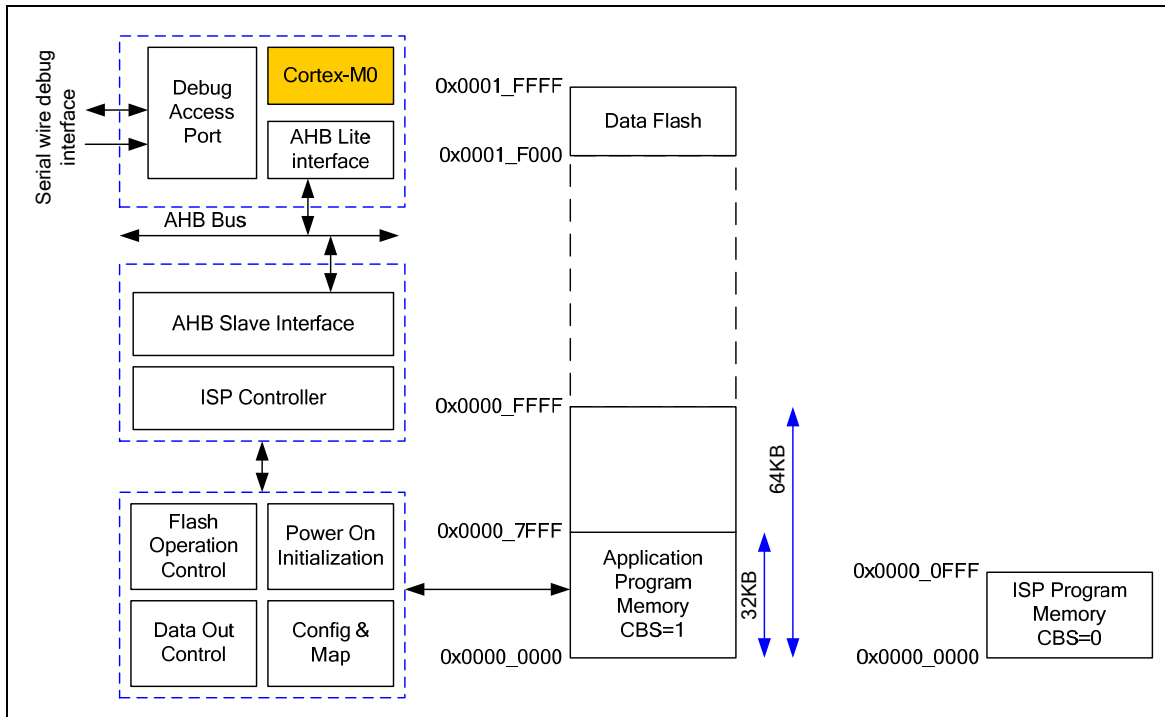 Serial wire debug
interface
Debug
Access
Port
Cortex-M0
AHB Lite
interface
AHB Bus
AHB Slave Interface
ISP Controller
Flash
Operation
Control
Power On
Initialization
Data Out
Control
Config &
Map
0x0001_FFFF
Data Flash
0x0001_F000
0x0000_FFFF
64KB
0x0000_7FFF
Application
Program
Memory
CBS=1
32KB
0x0000_0000
0x0000_0FFF
ISP Program
Memory
CBS=0
0x0000_0000